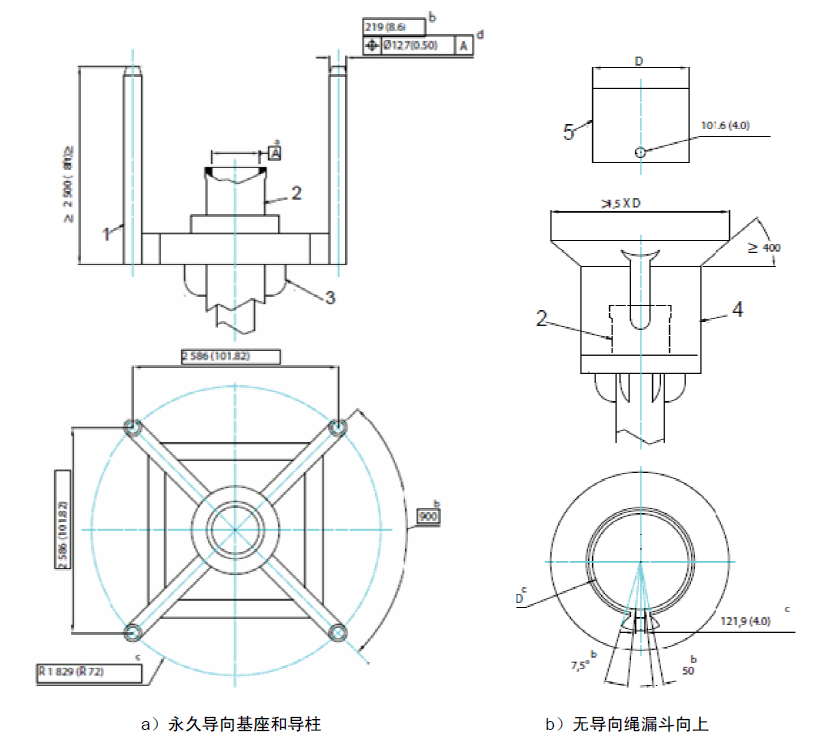 219 (8.6)
b
Ø127(0.50) A
d
a
A
≥ 2 500 ( 8ft)≥
1
2
3
2 586 (101.82)
2 586 (101.82)
900
b
R 1 829 (R 72)
c
a）永久导向基座和导柱
D
5
101.6 (4.0)
≥1,5 X D
≥ 400
2
4
D
c
121,9 (4.0)
c
7,5°
b
50
b
b）无导向绳漏斗向上